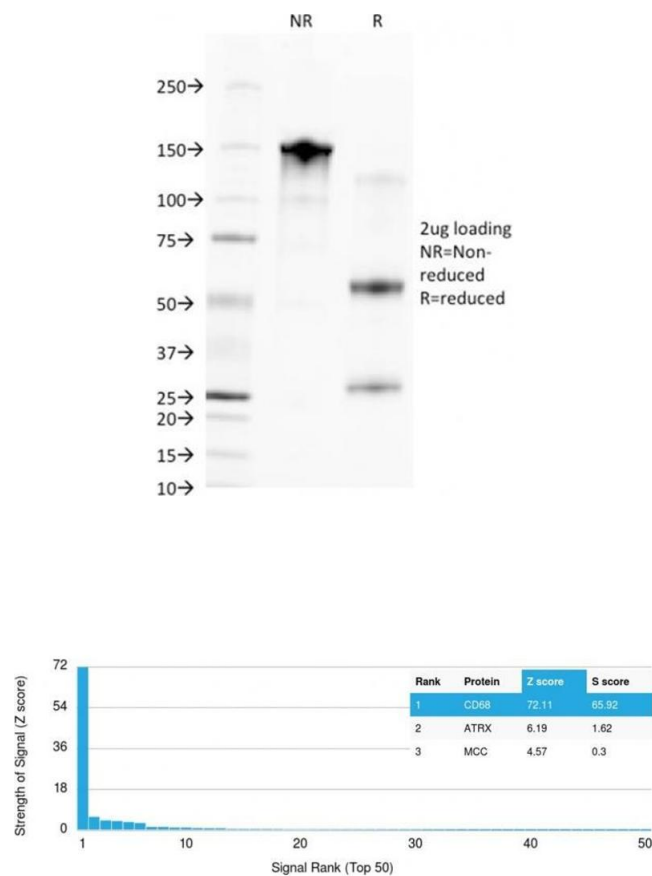 NR R
250→
150→
100→
75→
50→
37→
25→
20→
15→
10→
2ug loading
NR=Non-
reduced
R=reduced
Strength of Signal (Z score)
72
54
36
18
0
1 10 20 30 40 50
Signal Rank (Top 50)
Rank Protein Z score S score
1 CD68 72.11 65.92
2 ATRX 6.19 1.62
3 MCC 4.57 0.3